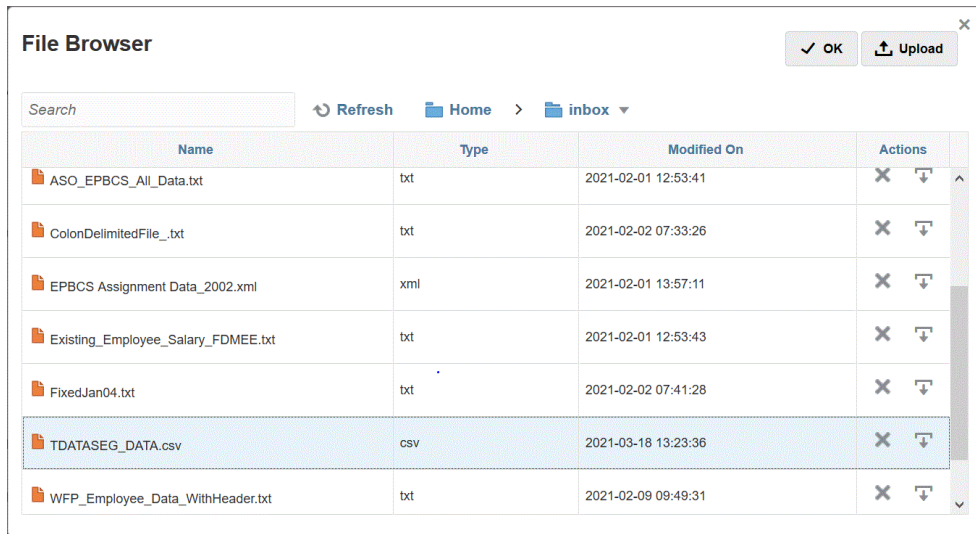 File Browser
OK
Upload
Search
Refresh
Home
inbox
Name Type Modified On Actions
ASO_EPBCS_All_Data.txt txt 2021-02-01 12:53:41
ColonDelimitedFile_.txt txt 2021-02-02 07:33:26
EPBCS Assignment Data_2002.xml xml 2021-02-01 13:57:11
Existing_Employee_Salary_FDMEE.txt txt 2021-02-01 12:53:43
FixedJan04.txt txt 2021-02-02 07:41:28
TDATASEG_DATA.csv csv 2021-03-18 13:23:36
WFP_Employee_Data_WithHeader.txt txt 2021-02-09 09:49:31